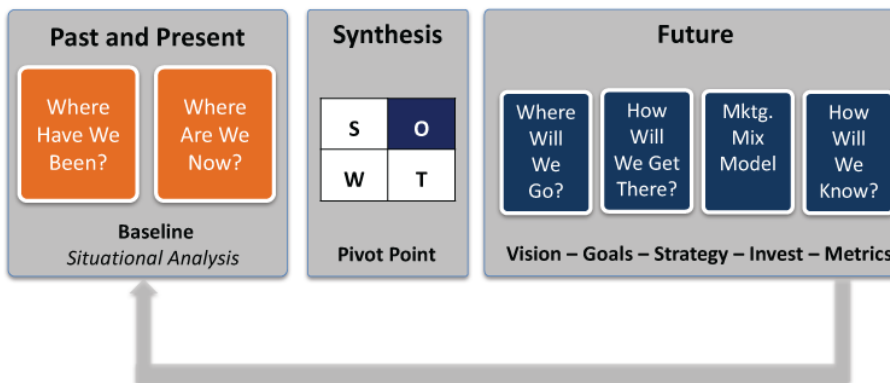 Past and Present
Where
Have We
Been?
Where
Are We
Now?
Baseline
Situational Analysis
Synthesis
S O
W T
Pivot Point
Future
Where
Will
We
Go?
How
Will
We Get
There?
Mktg.
Mix
Model
How
Will
We
Know?
Vision – Goals – Strategy – Invest – Metrics